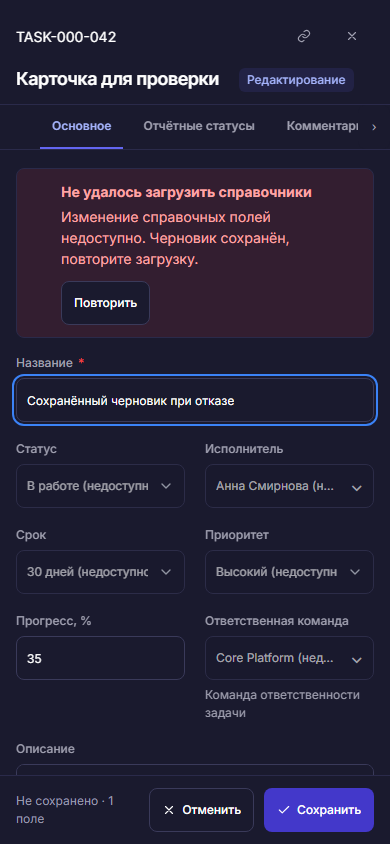 TASK-000-042
Карточка для проверки
Редактирование
Основное
Отчётные статусы
Комментари
Не удалось загрузить справочники
Изменение справочных полей
недоступно. Черновик сохранён,
повторите загрузку.
Повторить
Название *
Сохранённый черновик при отказе
Статус
Исполнитель
В работе (недоступн
Анна Смирнова (н...
Срок
Приоритет
30 дней (недоступно
Высокий (недоступн
Прогресс, %
Ответственная команда
35
Core Platform (нед...
Команда ответственности
задачи
Описание
Не сохранено · 1
поле
Отменить
Сохранить